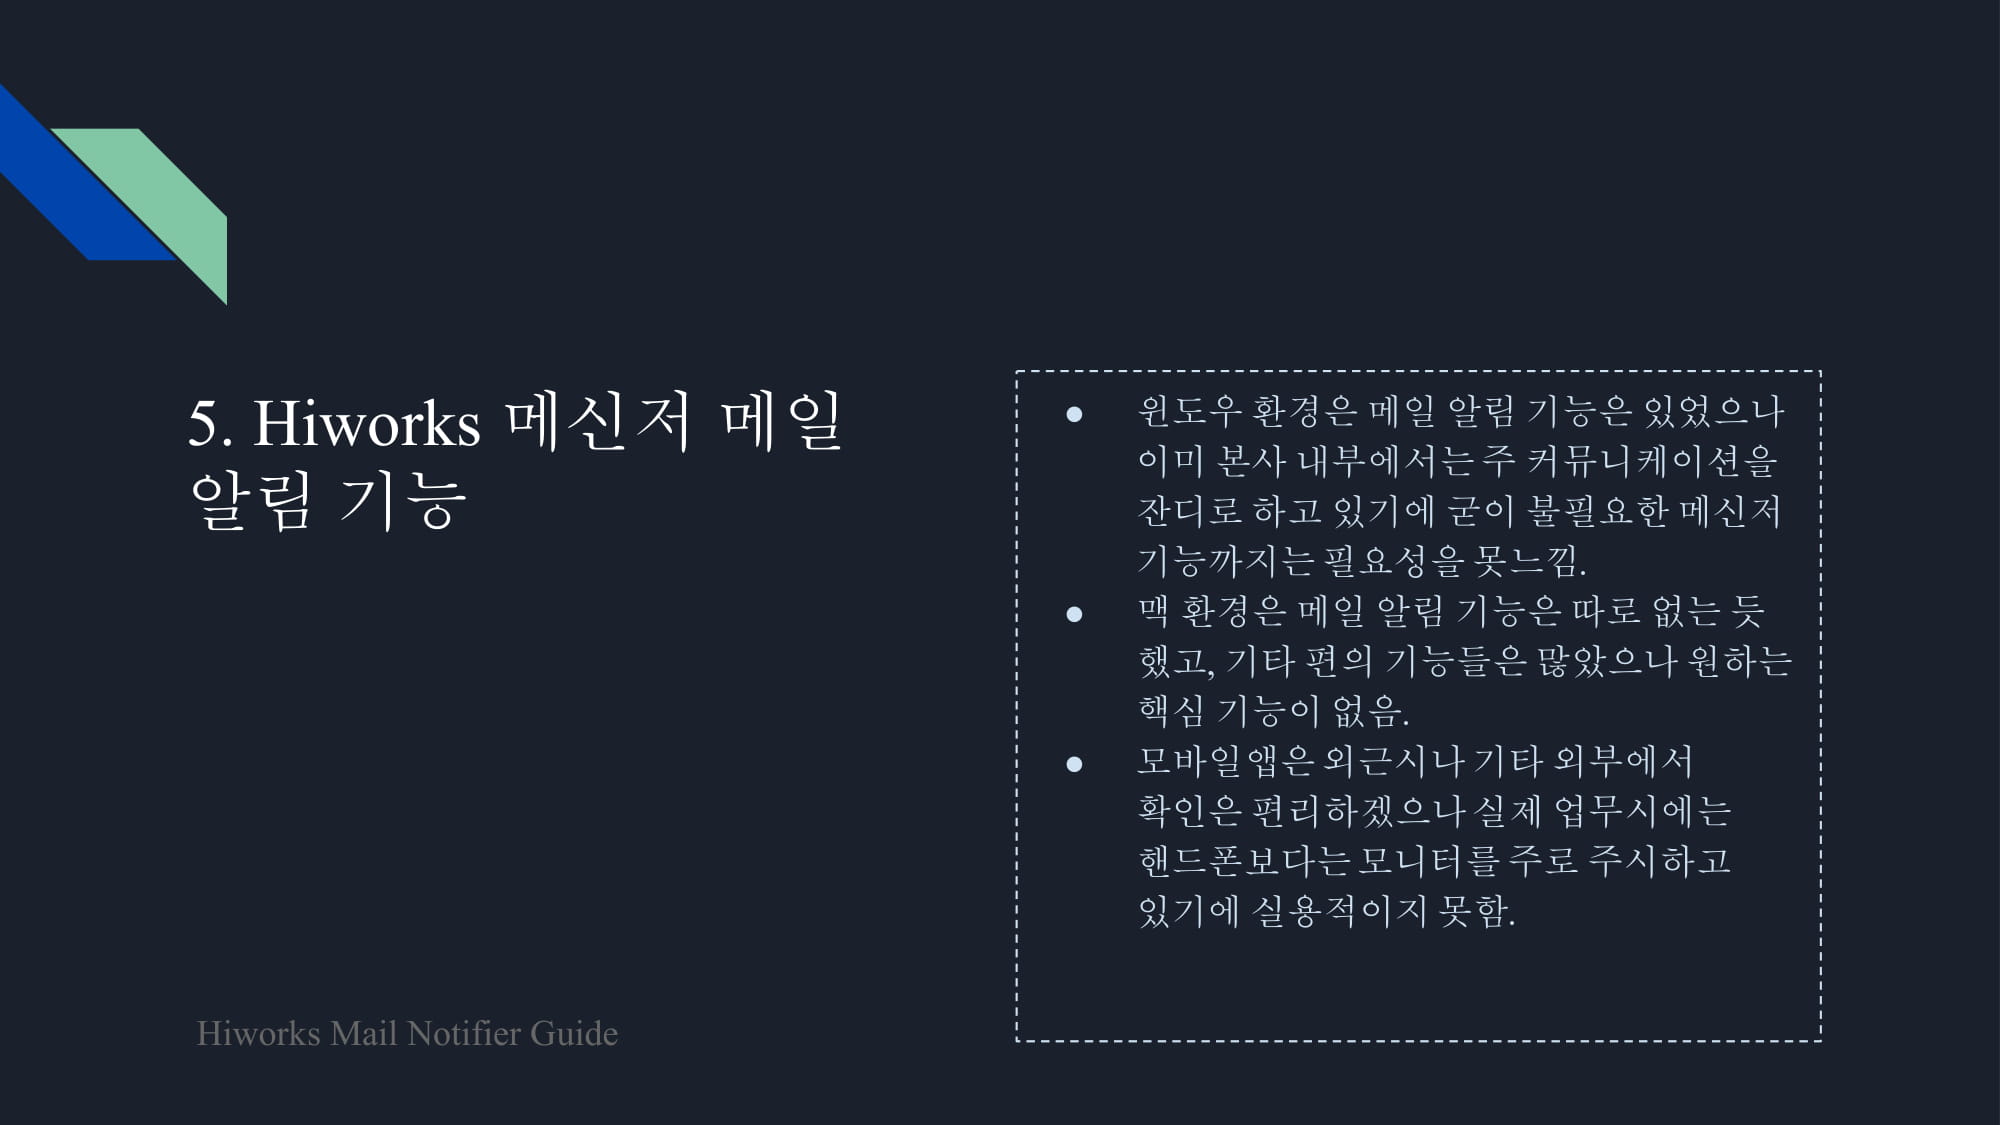 5. Hiworks 메신저 메일
알림 기능
● 윈도우 환경은 메일 알림 기능은 있었으나
이미 본사 내부에서는 주 커뮤니케이션을
잔디로 하고 있기에 굳이 불필요한 메신저
기능까지는 필요성을 못느낌.
● 맥 환경은 메일 알림 기능은 따로 없는 듯
했고, 기타 편의 기능들은 많았으나 원하는
핵심 기능이 없음.
● 모바일앱은 외근시나 기타 외부에서
확인은 편리하겠으나 실제 업무시에는
핸드폰보다는 모니터를 주로 주시하고
있기에 실용적이지 못함.
Hiworks Mail Notifier Guide